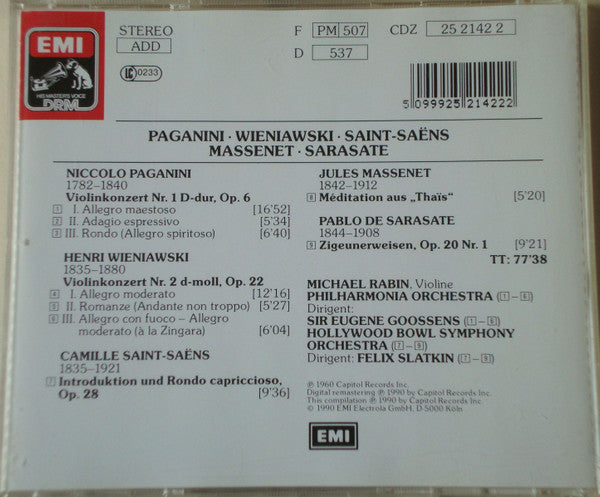 EMI
HIS MASTER'S VOICE
DRM
STEREO
ADD
LC 0233
F PM 507
D 537
CDZ 25 2142 2
5 099925 214222
PAGANINI · WIENIAWSKI · SAINT-SAËNS
MASSENET · SARASATE
NICCOLO PAGANINI
1782–1840
Violinkonzert Nr. 1 D-dur, Op. 6
1 I. Allegro maestoso [16'52]
2 II. Adagio espressivo [5'34]
3 III. Rondo (Allegro spiritoso) [6'40]
HENRI WIENIAWSKI
1835–1880
Violinkonzert Nr. 2 d-moll, Op. 22
4 I. Allegro moderato [12'16]
5 II. Romanze (Andante non troppo) [5'27]
6 III. Allegro con fuoco – Allegro
moderato (à la Zingara) [6'04]
CAMILLE SAINT-SAËNS
1835–1921
7 Introduktion und Rondo capriccioso,
Op. 28 [9'36]
JULES MASSENET
1842–1912
8 Méditation aus „Thaïs“ [5'20]
PABLO DE SARASATE
1844–1908
9 Zigeunerweisen, Op. 20 Nr. 1 [9'21]
TT: 77'38
MICHAEL RABIN, Violine
PHILHARMONIA ORCHESTRA (1–6)
Dirigent:
SIR EUGENE GOOSSENS (1–6)
HOLLYWOOD BOWL SYMPHONY
ORCHESTRA (7–9)
Dirigent: FELIX SLATKIN (7–9)
℗ 1960 Capitol Records Inc.
Digital remastering ℗ 1990 by Capitol Records Inc.
This compilation ℗ 1990 by Capitol Records Inc.
© 1990 EMI Electrola GmbH, D-5000 Köln
EMI